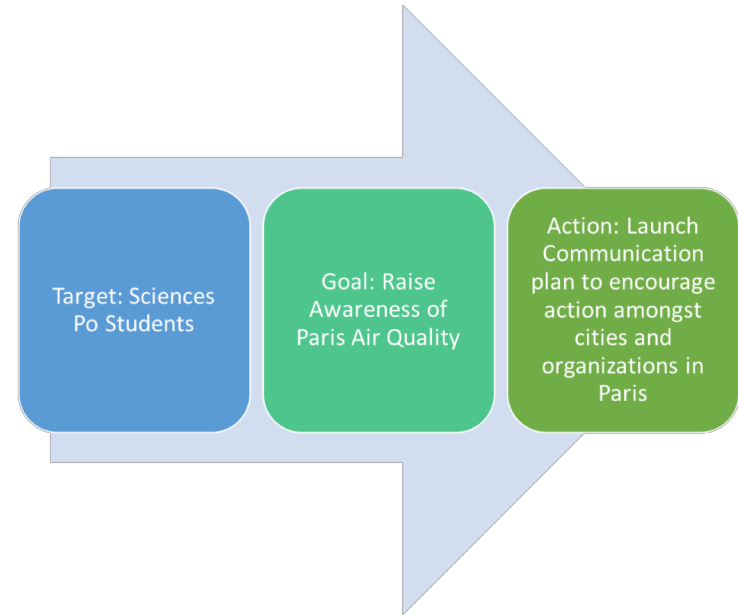 Target: Sciences
Po Students
Goal: Raise
Awareness of
Paris Air Quality
Action: Launch
Communication
plan to encourage
action amongst
cities and
organizations in
Paris